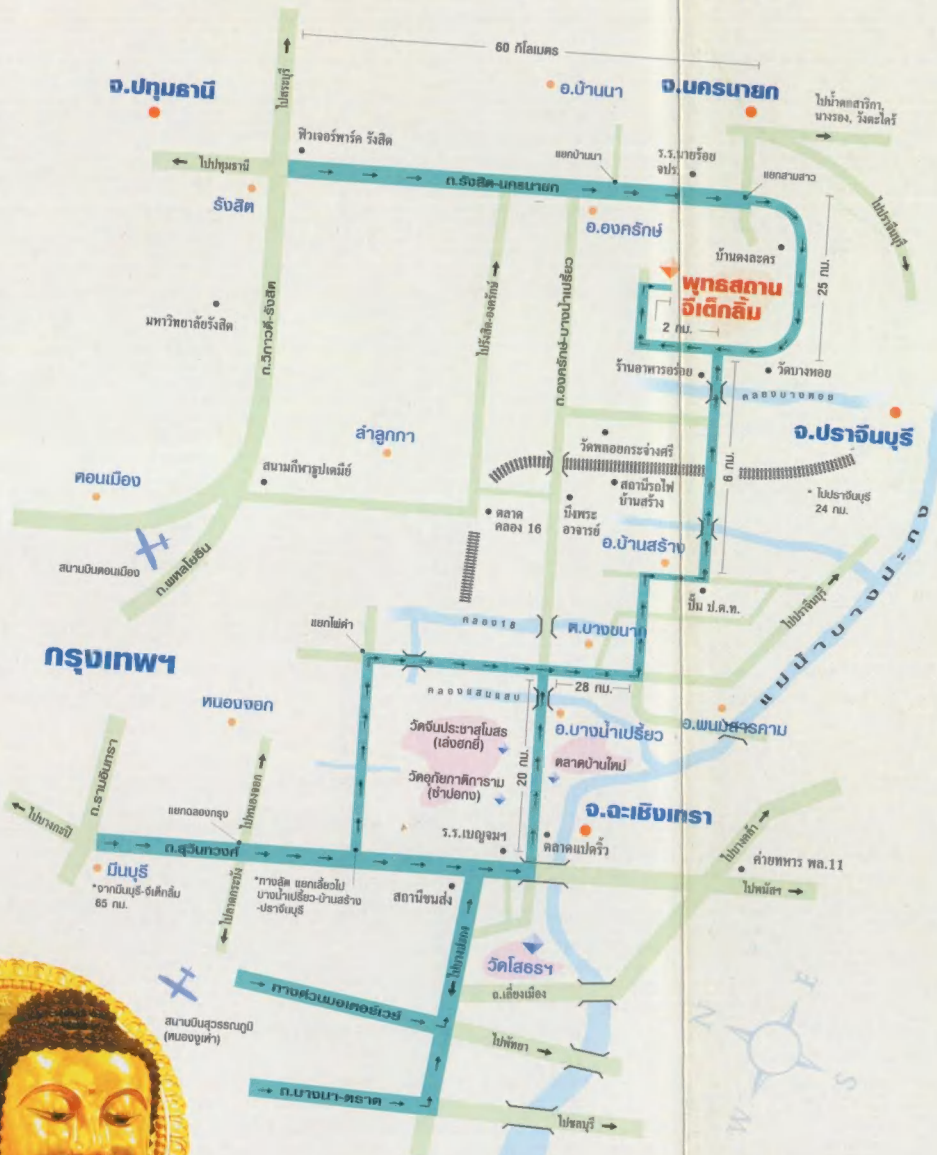 60 กิโลเมตร
จ.ปทุมธานี
ไปสระบุรี
อ.บ้านนา
จ.นครนายก
ไปน้ำตกสาริกา,
นางรอง, วังตะไคร้
ฟิวเจอร์พาร์ค รังสิต
← ไปปทุมธานี
แยกบ้านนา
ร.ร.นายร้อย
จปร.
แยกสามสาว
ถ.รังสิต-นครนายก
รังสิต
อ.องครักษ์
ไปปราจีนบุรี
บ้านดงละคร
25 กม.
พุทธสถาน
จีเต็กลิ้ม
2 กม.
มหาวิทยาลัยรังสิต
ถ.วิภาวดี-รังสิต
ไปรังสิต-องครักษ์
ถ.องครักษ์-บางน้ำเปรี้ยว
ร้านอาหารอร่อย
วัดบางหอย
คลองบางหอย
ลำลูกกา
วัดพลอยกระจ่างศรี
จ.ปราจีนบุรี
6 กม.
ดอนเมือง
สนามกีฬาธูปเตมีย์
สถานีรถไฟ
บ้านสร้าง
* ไปปราจีนบุรี
24 กม.
ตลาด
คลอง 16
บึงพระ
อาจารย์
อ.บ้านสร้าง
สนามบินดอนเมือง
ถ.พหลโยธิน
ปั๊ม ป.ต.ท.
ไปปราจีนบุรี
แม่น้ำบางปะกง
แยกไผ่ดำ
คลอง16
ต.บางขนาก
กรุงเทพฯ
หนองจอก
คลองแสนแสบ
28 กม.
วัดจีนประชาสโมสร
(เล่งฮกยี่)
อ.บางน้ำเปรี้ยว
อ.พนมสารคาม
ถ.รามอินทรา
20 กม.
ตลาดบ้านใหม่
วัดอุภัยภาติการาม
(ซำปอกง)
← ไปบางกะปิ
แยกฉลองกรุง
ไปหนองจอก
จ.ฉะเชิงเทรา
ร.ร.เบญจมฯ
ตลาดแปดริ้ว
ไปบางคล้า
ค่ายทหาร พล.11
ถ.สุวินทวงศ์
มีนบุรี
*จากมีนบุรี-จีเต็กลิ้ม
85 กม.
ไปลาดกระบัง
*ทางลัด แยกเลี้ยวไป
บางน้ำเปรี้ยว-บ้านสร้าง
-ปราจีนบุรี
สถานีขนส่ง
ไปพนัสฯ →
ไปบางปะกง
วัดโสธรฯ
ถ.เลี่ยงเมือง
ทางด่วนมอเตอร์เวย์
สนามบินสุวรรณภูมิ
(หนองงูเห่า)
ไปพัทยา →
→ ถ.บางนา-ตราด →
ไปชลบุรี →
N
E
S
W